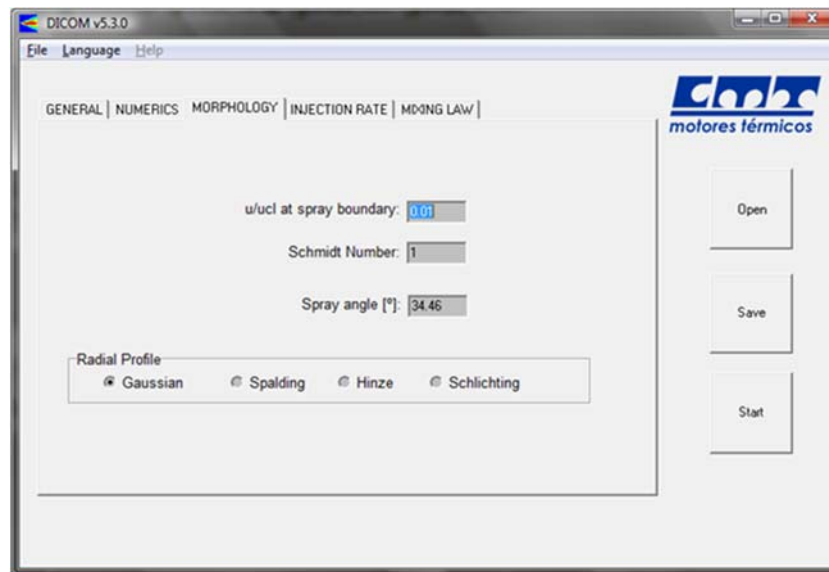 DICOM v5.3.0
File Language Help
GENERAL NUMERICS MORPHOLOGY INJECTION RATE MIXING LAW
CMT
motores térmicos
u/ucl at spray boundary: 0.01
Open
Schmidt Number: 1
Spray angle [º]: 34.46
Save
Radial Profile
Gaussian Spalding Hinze Schlichting
Start